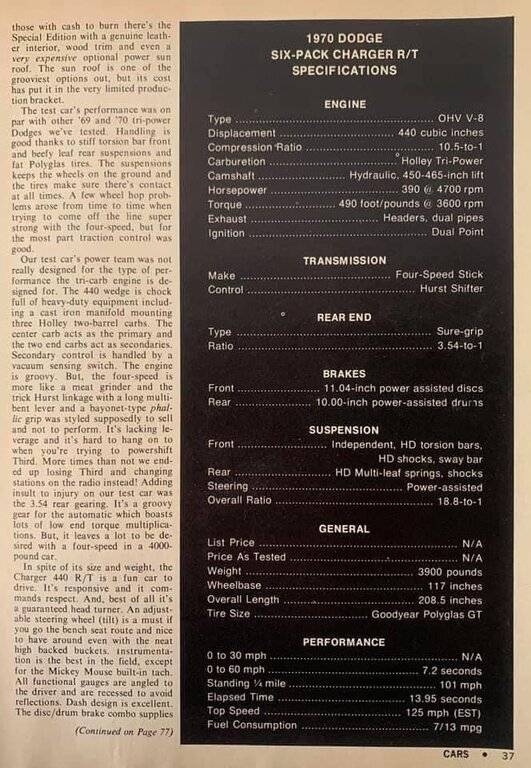 those with cash to burn there's the
Special Edition with a genuine leath-
er interior, wood trim and even a
very expensive optional power sun
roof. The sun roof is one of the
grooviest options out, but its cost
has put it in the very limited produc-
tion bracket.
The test car's performance was on
par with other '69 and '70 tri-power
Dodges we've tested. Handling is
good thanks to stiff torsion bar front
and beefy leaf rear suspensions and
fat Polyglas tires. The suspensions
keeps the wheels on the ground and
the tires make sure there's contact
at all times. A few wheel hop prob-
lems arose from time to time when
trying to come off the line super
strong with the four-speed, but for
the most part traction control was
good.
Our test car's power team was not
really designed for the type of per-
formance the tri-carb engine is de-
signed for. The 440 wedge is chock
full of heavy-duty equipment includ-
ing a cast iron manifold mounting
three Holley two-barrel carbs. The
center carb acts as the primary and
the two end carbs act as secondaries.
Secondary control is handled by a
vacuum sensing switch. The engine
is groovy. But, the four-speed is
more like a meat grinder and the
trick Hurst linkage with a long multi-
bent lever and a bayonet-type phal-
lic grip was styled supposedly to sell
and not to perform. It's lacking le-
verage and it's hard to hang on to
when you're trying to powershift
Third. More times than not we end-
ed up losing Third and changing
stations on the radio instead! Adding
insult to injury on our test car was
the 3.54 rear gearing. It's a groovy
gear for the automatic which boasts
lots of low end torque multiplica-
tions. But, it leaves a lot to be de-
sired with a four-speed in a 4000-
pound car.
In spite of its size and weight, the
Charger 440 R/T is a fun car to
drive. It's responsive and it com-
mands respect. And, best of all it's
a guaranteed head turner. An adjust-
able steering wheel (tilt) is a must if
you go the bench seat route and nice
to have around even with the neat
high backed buckets. Instrumenta-
tion is the best in the field, except
for the Mickey Mouse built-in tach.
All functional gauges are angled to
the driver and are recessed to avoid
reflections. Dash design is excellent.
The disc/drum brake combo supplies
(Continued on Page 77)
1970 DODGE
SIX-PACK CHARGER R/T
SPECIFICATIONS
ENGINE
Type ........ OHV V-8
Displacement ........ 440 cubic inches
Compression Ratio ........ 10.5-to-1
Carburetion ........ Holley Tri-Power
Camshaft ........ Hydraulic, 450-465-inch lift
Horsepower ........ 390 @ 4700 rpm
Torque ........ 490 foot/pounds @ 3600 rpm
Exhaust ........ Headers, dual pipes
Ignition ........ Dual Point
TRANSMISSION
Make ........ Four-Speed Stick
Control ........ Hurst Shifter
REAR END
Type ........ Sure-grip
Ratio ........ 3.54-to-1
BRAKES
Front ........ 11.04-inch power assisted discs
Rear ........ 10.00-inch power-assisted drums
SUSPENSION
Front ........ Independent, HD torsion bars,
HD shocks, sway bar
Rear ........ HD Multi-leaf springs, shocks
Steering ........ Power-assisted
Overall Ratio ........ 18.8-to-1
GENERAL
List Price ........ N/A
Price As Tested ........ N/A
Weight ........ 3900 pounds
Wheelbase ........ 117 inches
Overall Length ........ 208.5 inches
Tire Size ........ Goodyear Polyglas GT
PERFORMANCE
0 to 30 mph ........ N/A
0 to 60 mph ........ 7.2 seconds
Standing ¼ mile ........ 101 mph
Elapsed Time ........ 13.95 seconds
Top Speed ........ 125 mph (EST)
Fuel Consumption ........ 7/13 mpg
CARS • 37